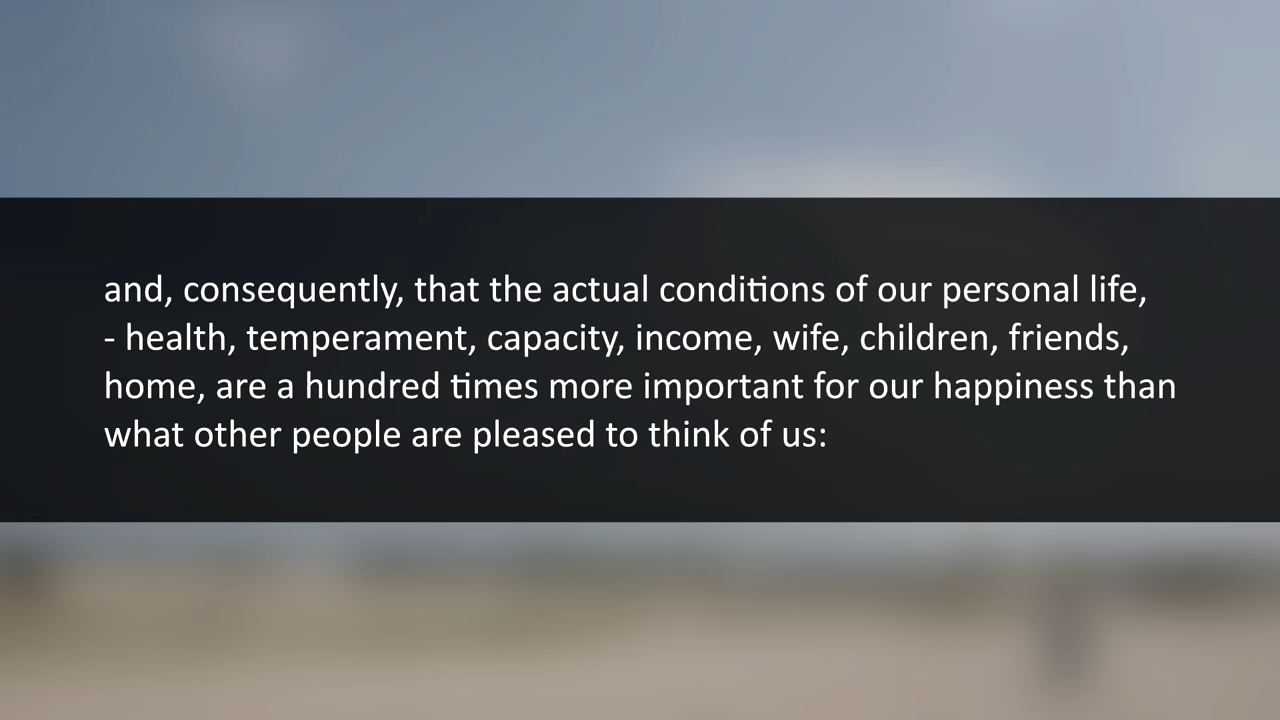 and, consequently, that the actual conditions of our personal life,
- health, temperament, capacity, income, wife, children, friends,
home, are a hundred times more important for our happiness than
what other people are pleased to think of us: